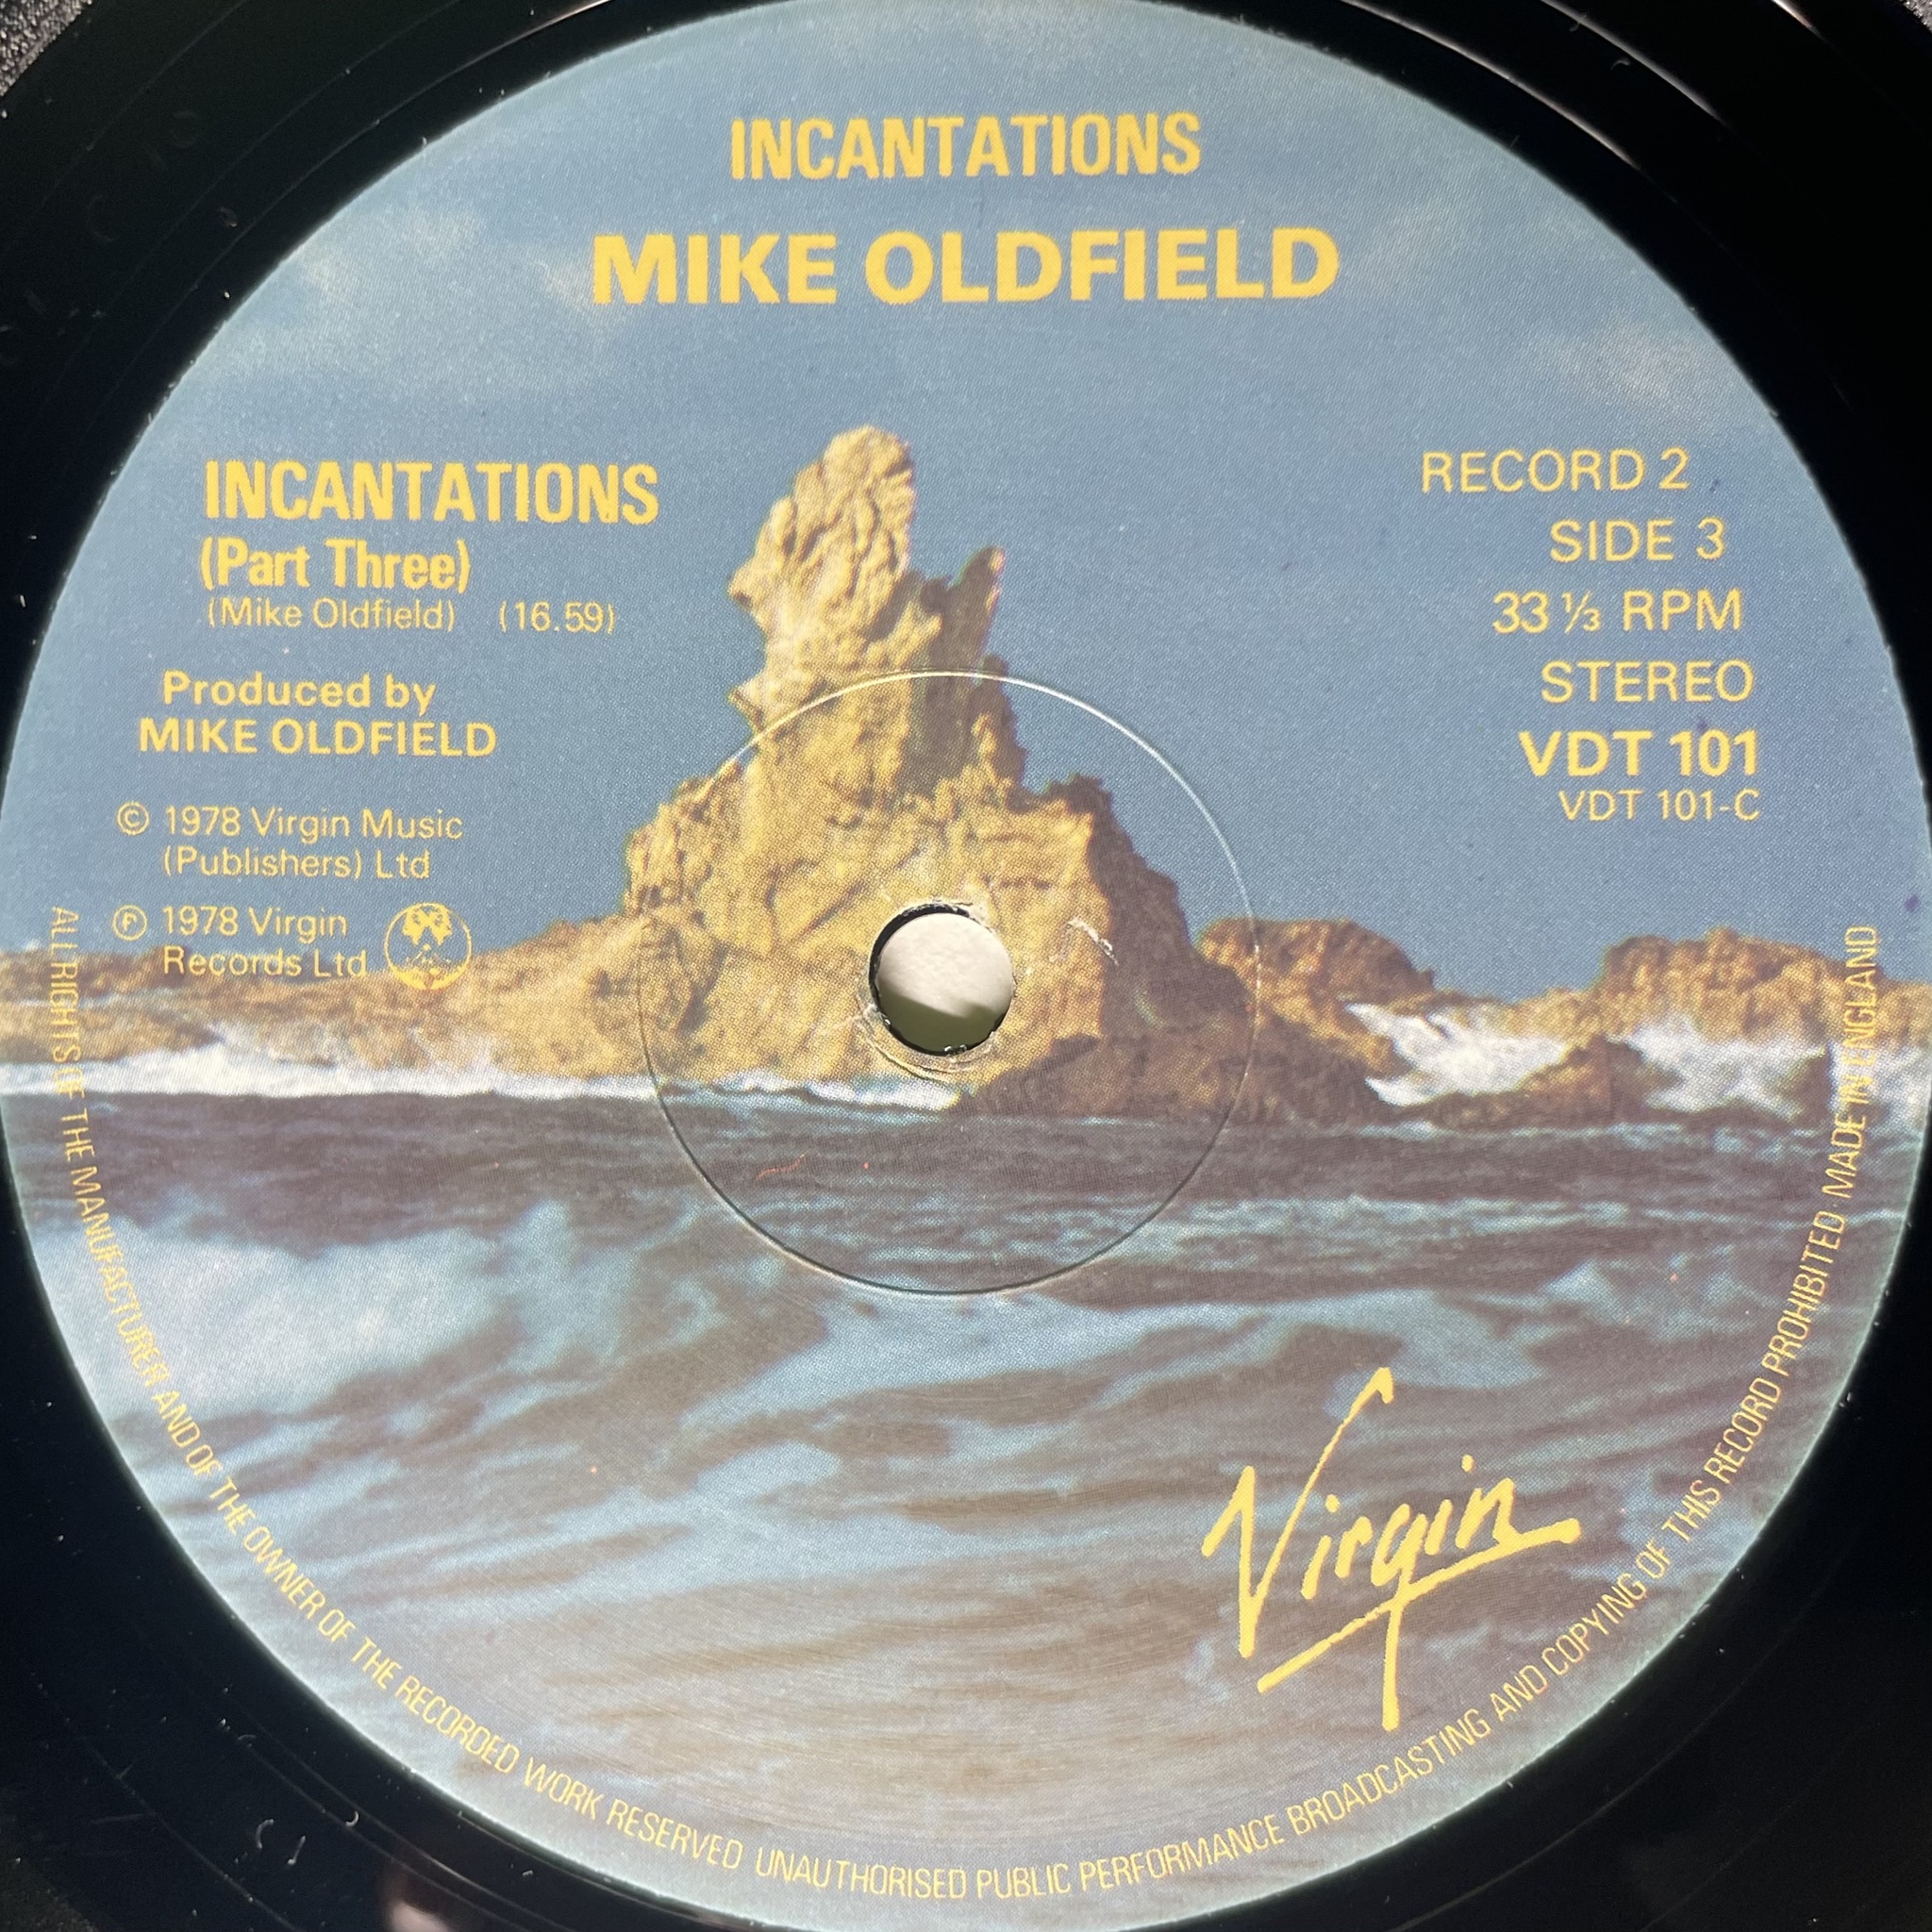 INCANTATIONS
MIKE OLDFIELD
INCANTATIONS
(Part Three)
(Mike Oldfield) (16.59)
Produced by
MIKE OLDFIELD
© 1978 Virgin Music
(Publishers) Ltd
℗ 1978 Virgin
Records Ltd
RECORD 2
SIDE 3
33 ⅓ RPM
STEREO
VDT 101
VDT 101-C
Virgin
ALL RIGHTS OF THE MANUFACTURER AND OF THE OWNER OF THE RECORDED WORK RESERVED UNAUTHORISED PUBLIC PERFORMANCE BROADCASTING AND COPYING OF THIS RECORD PROHIBITED MADE IN ENGLAND